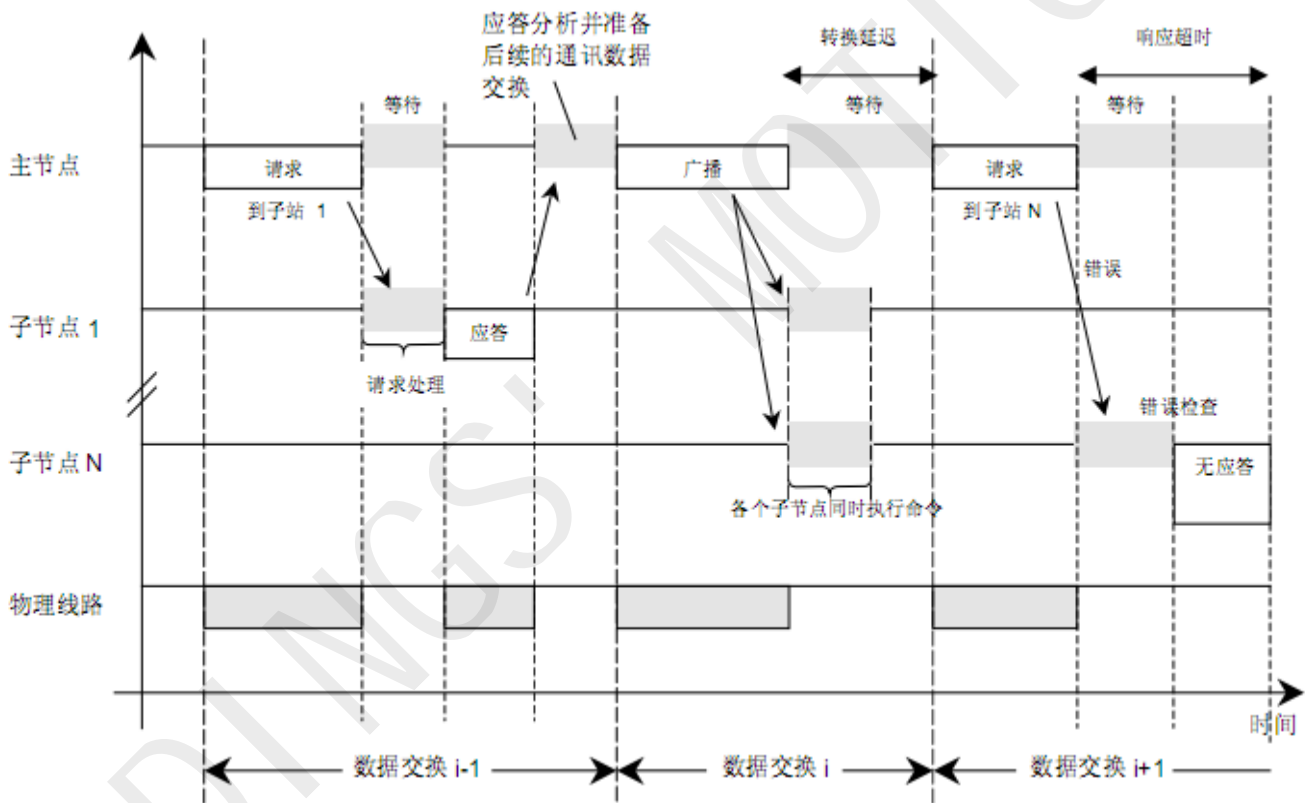 应答分析并准备
后续的通讯数据
交换
转换延迟
响应超时
等待
等待
等待
主节点
请求
广播
请求
到子站 1
到子站 N
错误
子节点 1
应答
请求处理
错误检查
子节点 N
无应答
各个子节点同时执行命令
物理线路
时间
数据交换 i-1
数据交换 i
数据交换 i+1
DINGS' MOTIO